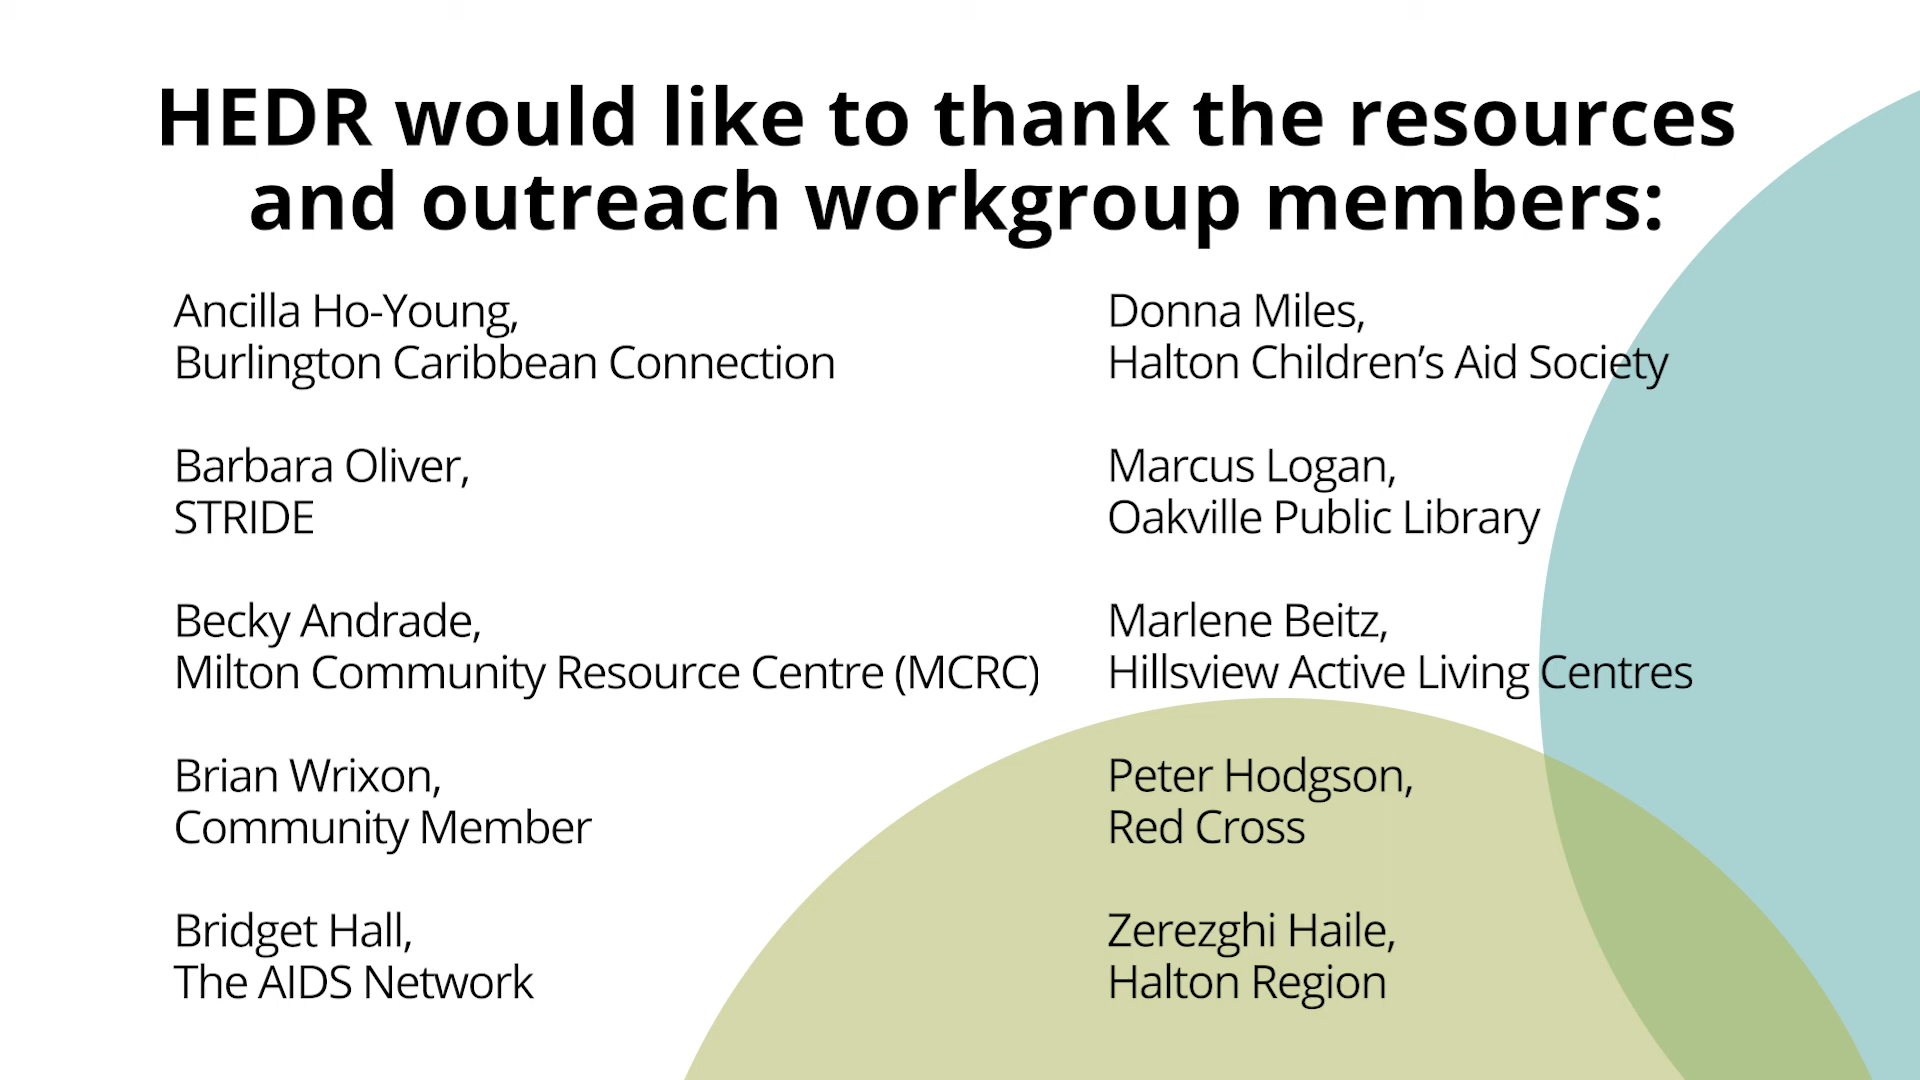 HEDR would like to thank the resources
and outreach workgroup members:
Ancilla Ho-Young,
Burlington Caribbean Connection
Barbara Oliver,
STRIDE
Becky Andrade,
Milton Community Resource Centre (MCRC)
Brian Wrixon,
Community Member
Bridget Hall,
The AIDS Network
Donna Miles,
Halton Children’s Aid Society
Marcus Logan,
Oakville Public Library
Marlene Beitz,
Hillsview Active Living Centres
Peter Hodgson,
Red Cross
Zerezghi Haile,
Halton Region